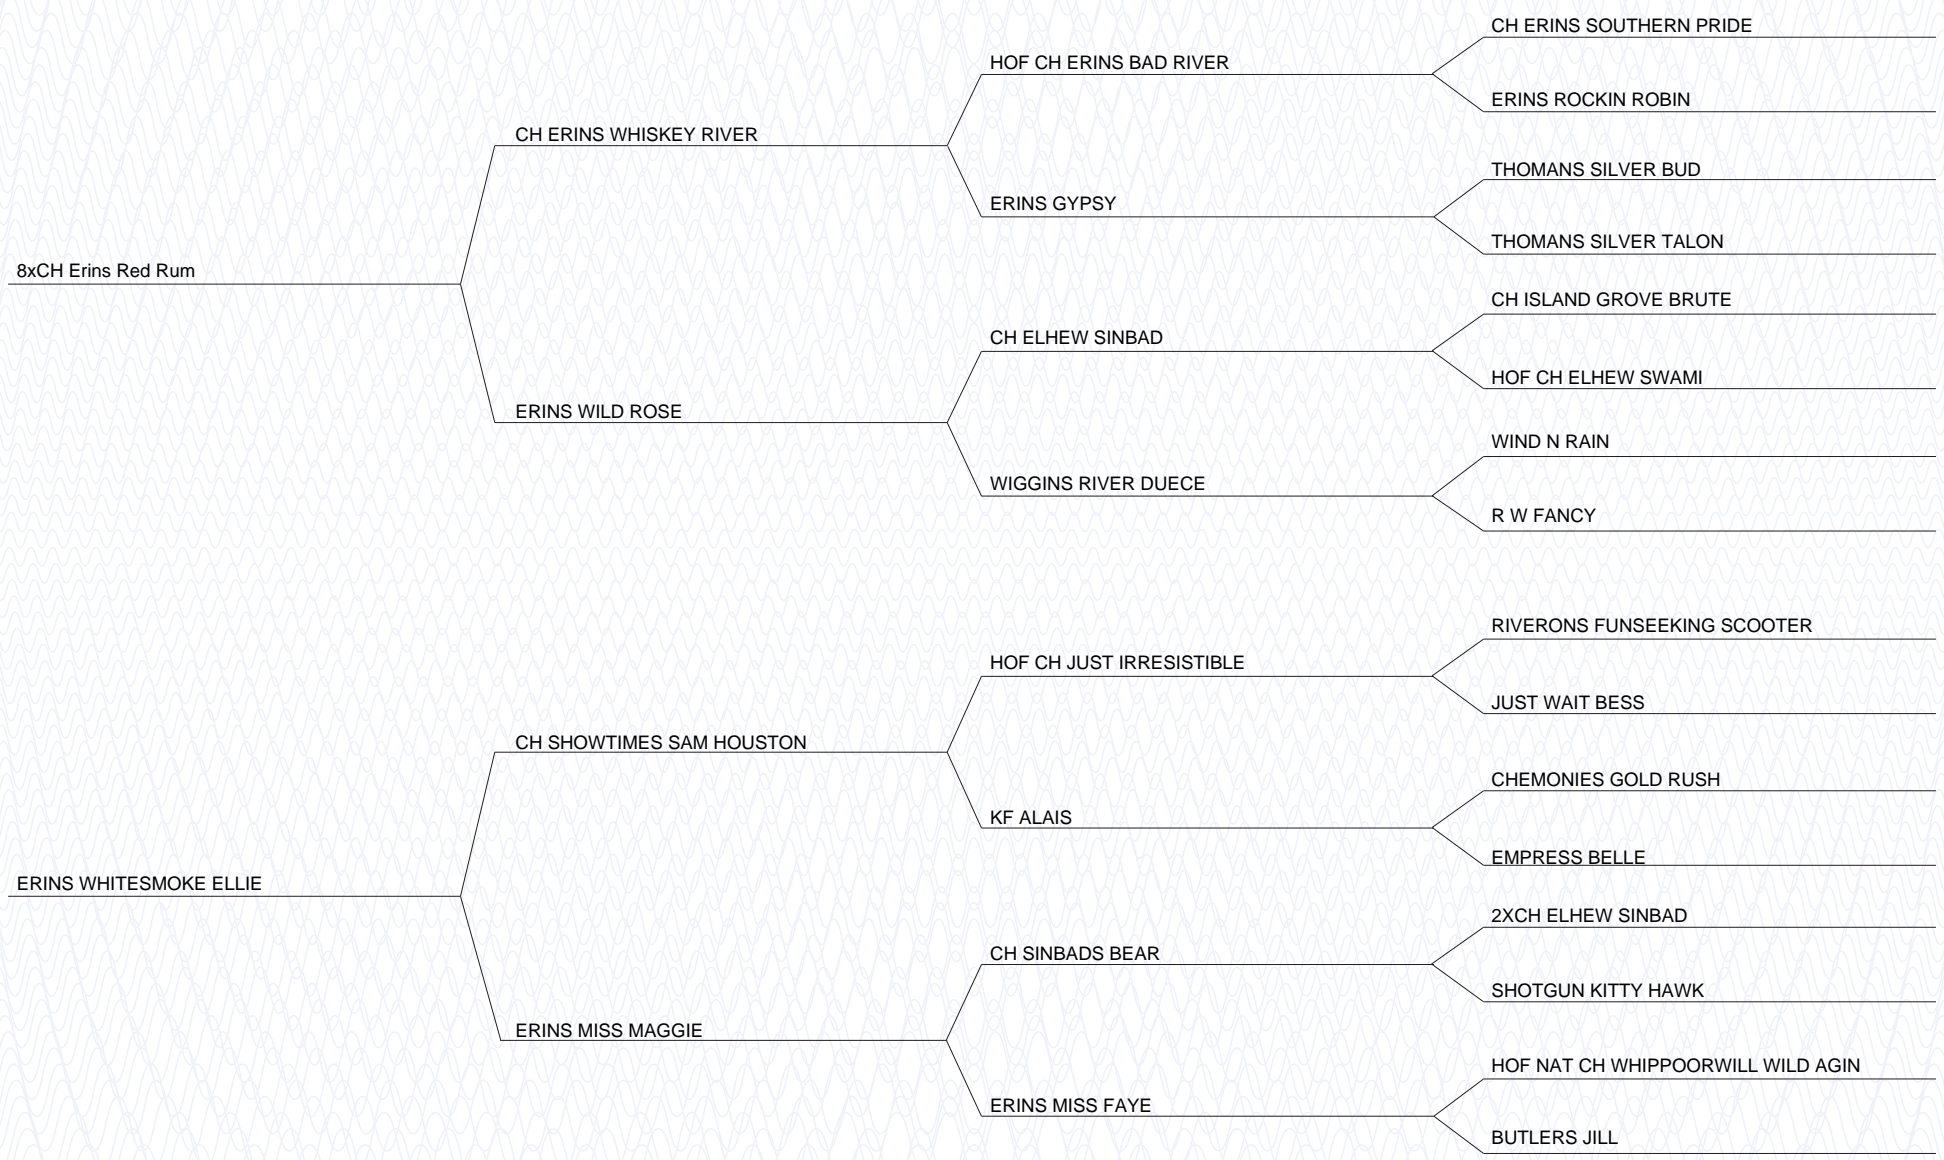 CH ERINS SOUTHERN PRIDE
HOF CH ERINS BAD RIVER
ERINS ROCKIN ROBIN
CH ERINS WHISKEY RIVER
THOMANS SILVER BUD
ERINS GYPSY
THOMANS SILVER TALON
8xCH Erins Red Rum
CH ISLAND GROVE BRUTE
CH ELHEW SINBAD
HOF CH ELHEW SWAMI
ERINS WILD ROSE
WIND N RAIN
WIGGINS RIVER DUECE
R W FANCY
RIVERONS FUNSEEKING SCOOTER
HOF CH JUST IRRESISTIBLE
JUST WAIT BESS
CH SHOWTIMES SAM HOUSTON
CHEMONIES GOLD RUSH
KF ALAIS
EMPRESS BELLE
ERINS WHITESMOKE ELLIE
2XCH ELHEW SINBAD
CH SINBADS BEAR
SHOTGUN KITTY HAWK
ERINS MISS MAGGIE
HOF NAT CH WHIPPOORWILL WILD AGIN
ERINS MISS FAYE
BUTLERS JILL